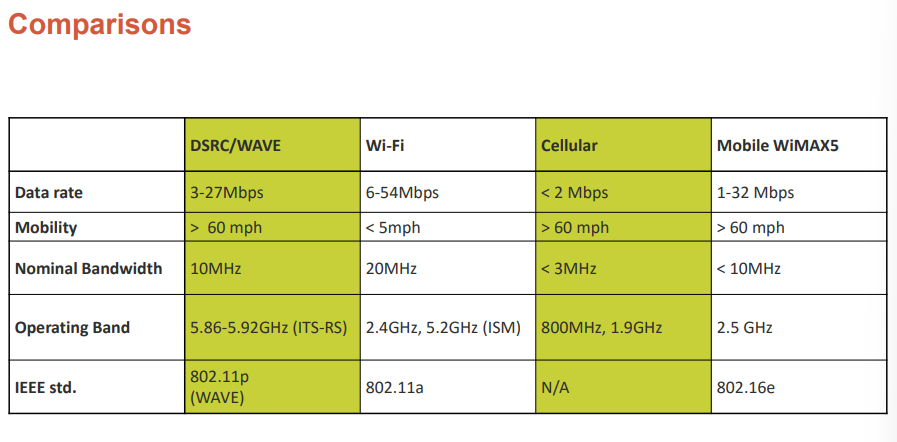 Comparisons
DSRC/WAVE Wi-Fi Cellular Mobile WiMAX5
Data rate 3-27Mbps 6-54Mbps < 2 Mbps 1-32 Mbps
Mobility > 60 mph < 5mph > 60 mph > 60 mph
Nominal Bandwidth 10MHz 20MHz < 3MHz < 10MHz
Operating Band 5.86-5.92GHz (ITS-RS) 2.4GHz, 5.2GHz (ISM) 800MHz, 1.9GHz 2.5 GHz
IEEE std. 802.11p
(WAVE) 802.11a N/A 802.16e